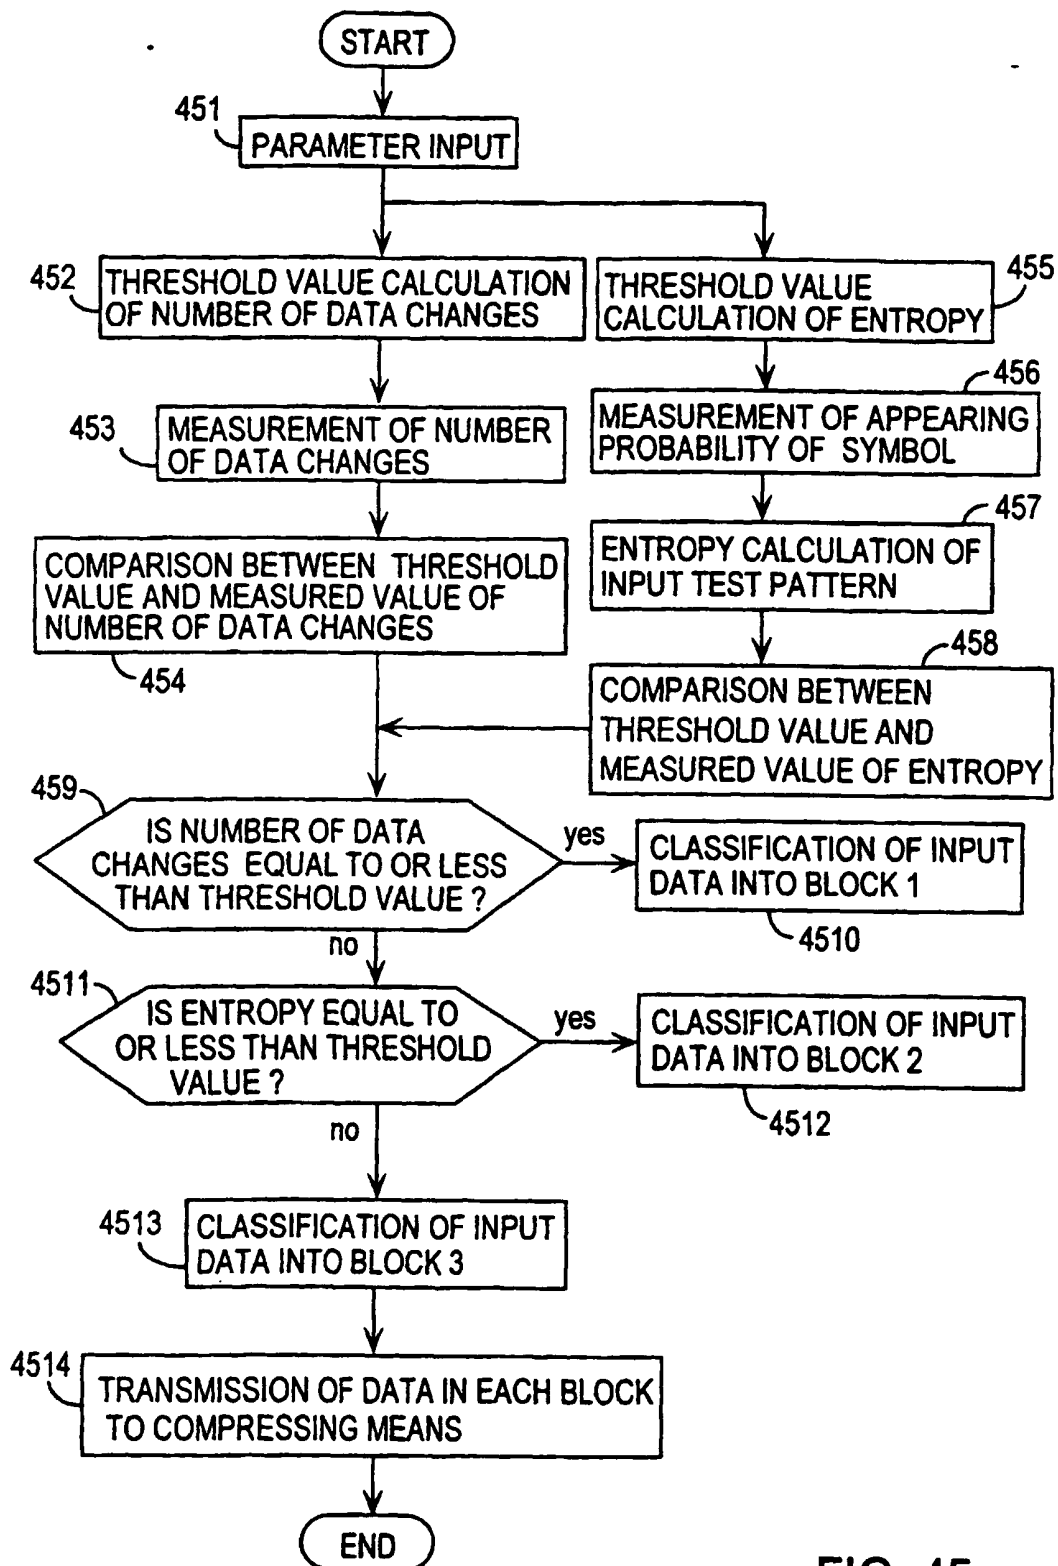 START
451
PARAMETER INPUT
452
THRESHOLD VALUE CALCULATION
OF NUMBER OF DATA CHANGES
455
THRESHOLD VALUE
CALCULATION OF ENTROPY
453
MEASUREMENT OF NUMBER
OF DATA CHANGES
456
MEASUREMENT OF APPEARING
PROBABILITY OF SYMBOL
457
ENTROPY CALCULATION OF
INPUT TEST PATTERN
COMPARISON BETWEEN THRESHOLD
VALUE AND MEASURED VALUE OF
NUMBER OF DATA CHANGES
454
458
COMPARISON BETWEEN
THRESHOLD VALUE AND
MEASURED VALUE OF ENTROPY
459
IS NUMBER OF DATA
CHANGES EQUAL TO OR LESS
THAN THRESHOLD VALUE ?
yes
CLASSIFICATION OF INPUT
DATA INTO BLOCK 1
4510
no
4511
IS ENTROPY EQUAL TO
OR LESS THAN THRESHOLD
VALUE ?
yes
CLASSIFICATION OF INPUT
DATA INTO BLOCK 2
4512
no
4513
CLASSIFICATION OF INPUT
DATA INTO BLOCK 3
4514
TRANSMISSION OF DATA IN EACH BLOCK
TO COMPRESSING MEANS
END
FIG. 45